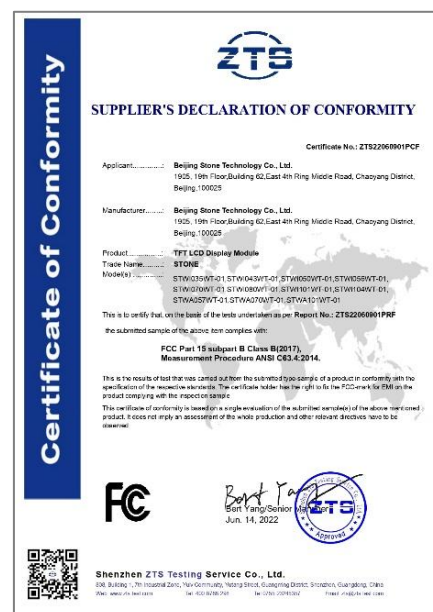 Certificate of Conformity
ZTS
SUPPLIER'S DECLARATION OF CONFORMITY
Certificate No.: ZTS22060901PCF
Applicant..............: Beijing Stone Technology Co., Ltd.
1905, 19th Floor,Building 62,East 4th Ring Middle Road, Chaoyang District,
Beijing,100025
Manufacturer.......: Beijing Stone Technology Co., Ltd.
1905, 19th Floor,Building 62,East 4th Ring Middle Road, Chaoyang District,
Beijing,100025
Product................: TFT LCD Display Module
Trade Name.........: STONE
Model(s)..............: STWI035WT-01,STWI043WT-01,STWI050WT-01,STWI056WT-01,
STWI070WT-01,STWI080WT-01,STWI101WT-01,STWI104WT-01,
STWA057WT-01,STWA070WT-01,STWA101WT-01
This is to certify that, on the basis of the tests undertaken as per Report No.: ZTS22060901PRF
the submitted sample of the above item complies with:
FCC Part 15 subpart B Class B(2017),
Measurement Procedure ANSI C63.4:2014.
This is the results of test that was carried out from the submitted type-sample of a product in conformity with the
specification of the respective standards. The certificate holder has the right to fix the FCC-mark for EMI on the
product complying with the inspection sample
This certificate of conformity is based on a single evaluation of the submitted sample(s) of the above mentioned
product. It does not imply an assessment of the whole production and other relevant directives have to be
observed
FC
Bert Yang/Senior Manager
Jun. 14, 2022
ZTS
Approved
Shenzhen ZTS Testing Service Co., Ltd.